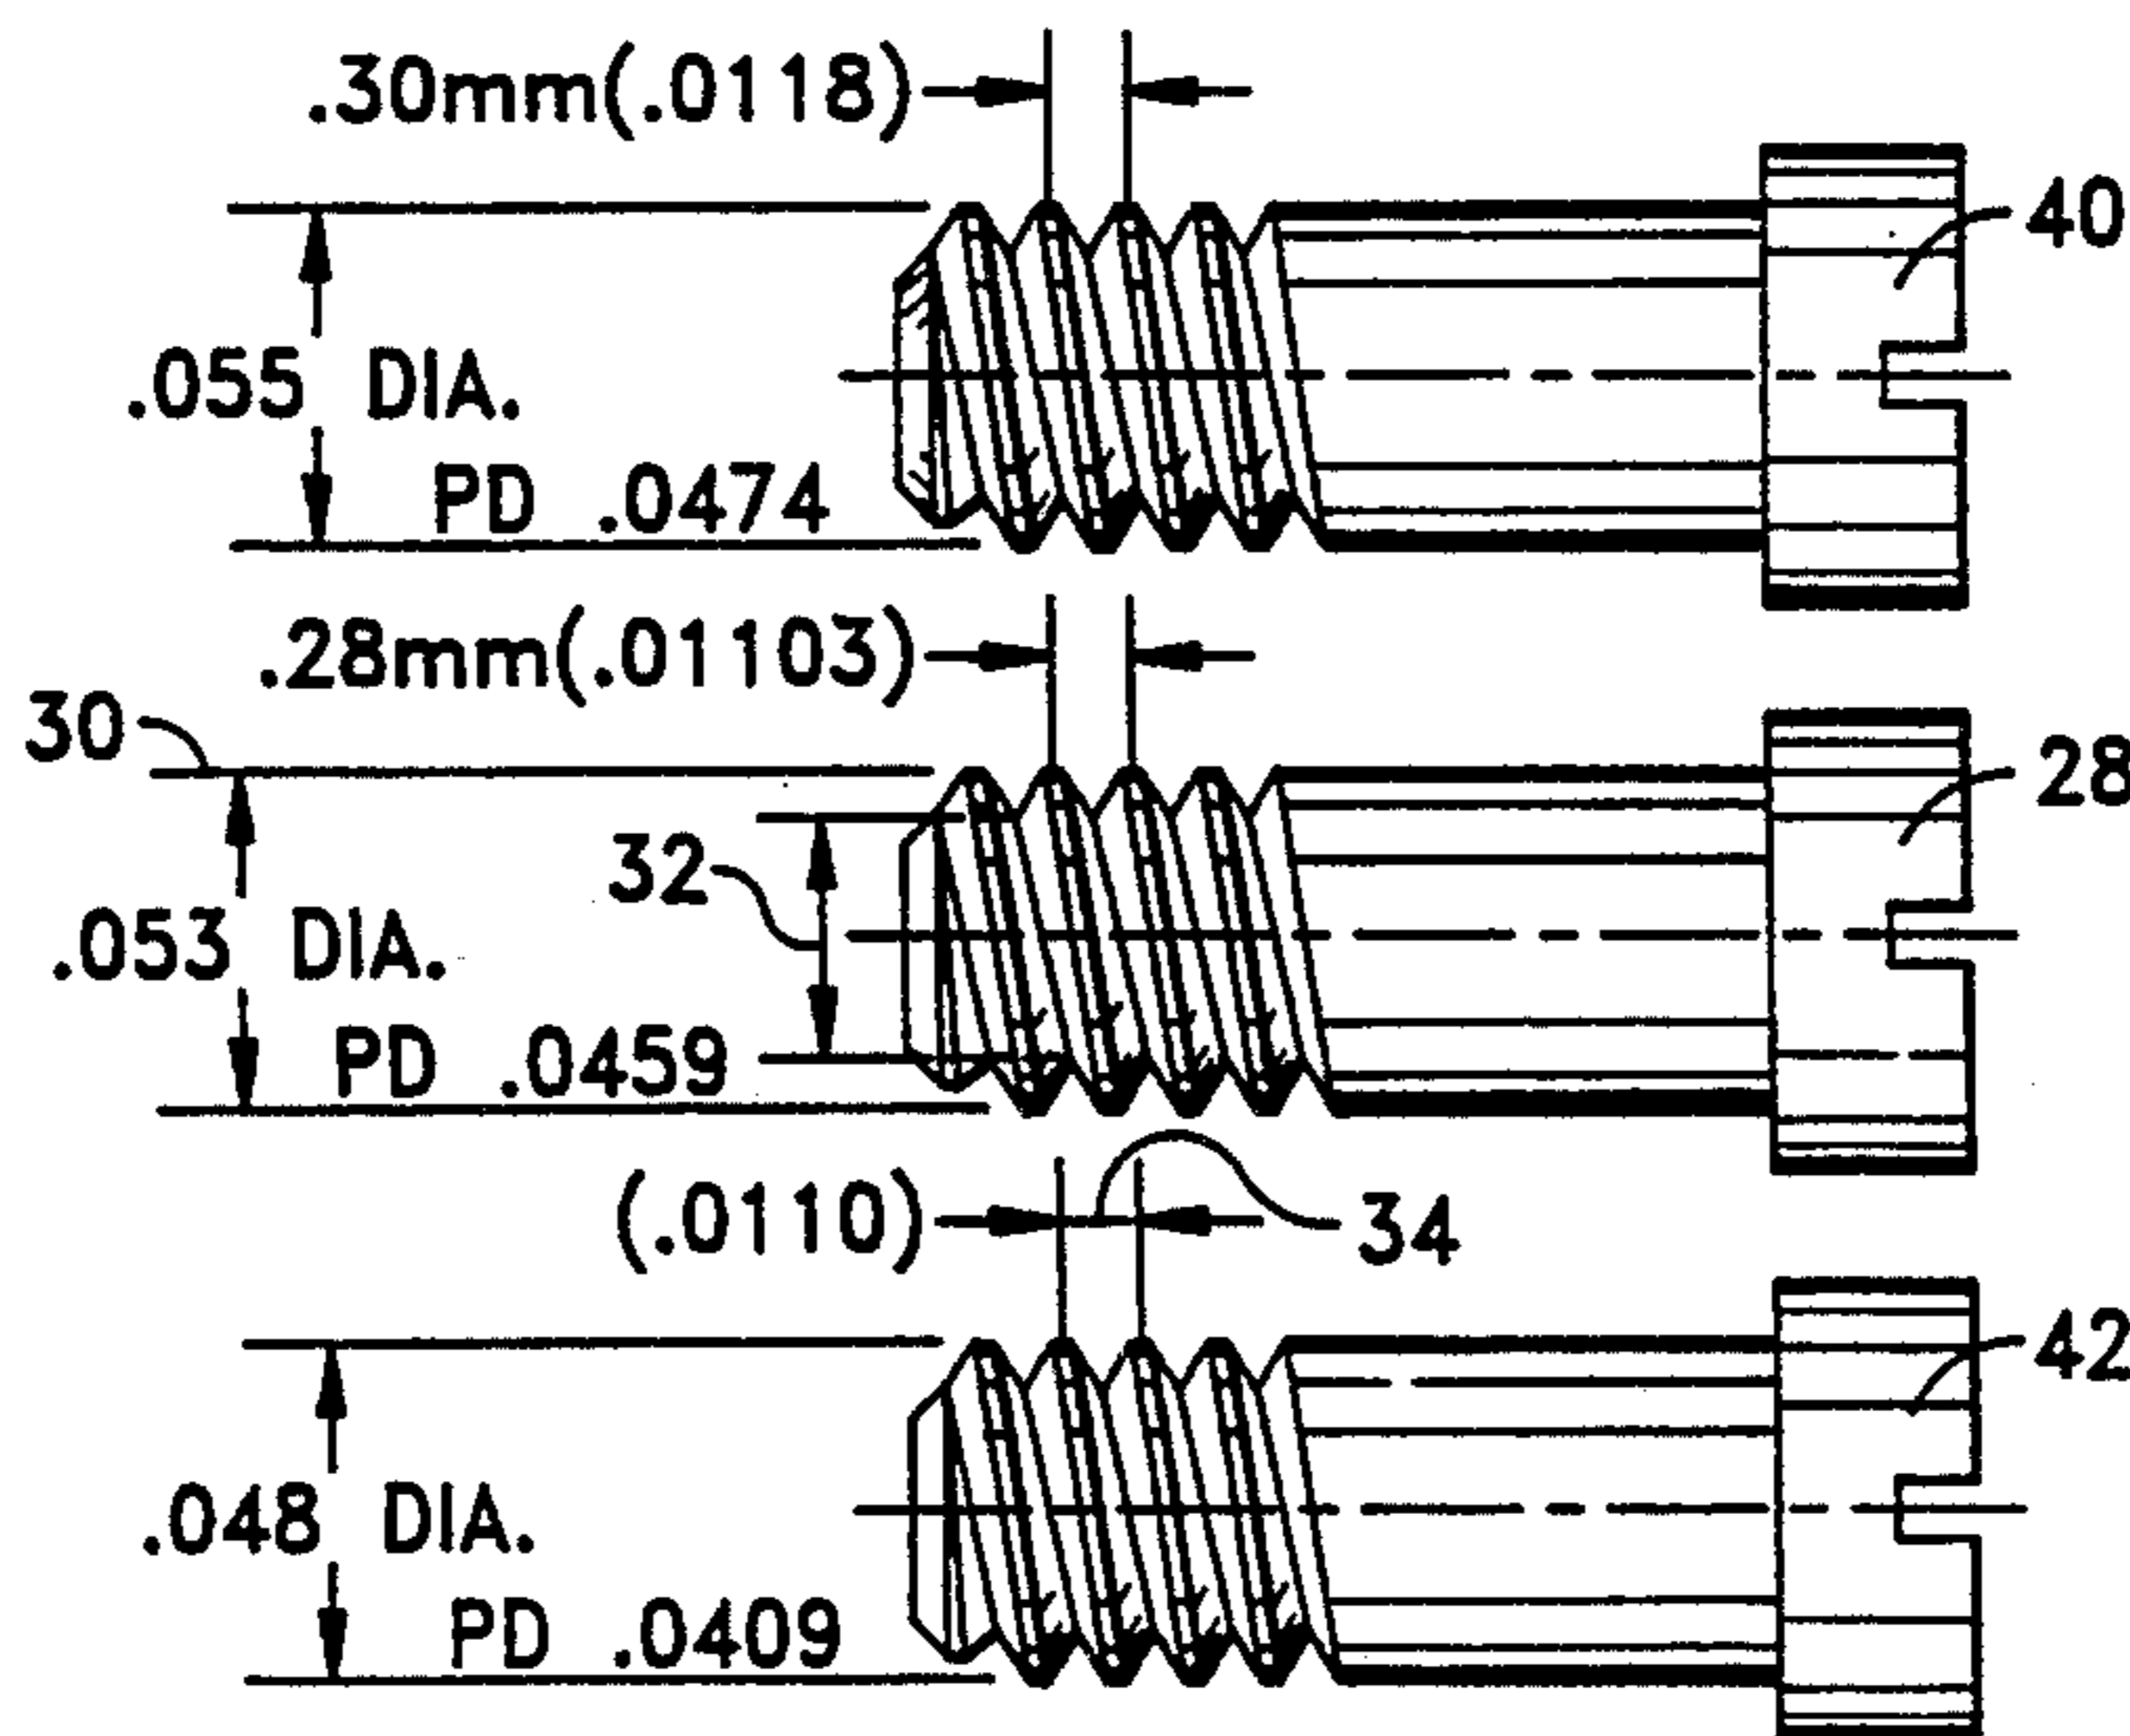 .30mm(.0118)
40
.055 DIA.
PD .0474
.28mm(.01103)
30
28
32
.053 DIA.
PD .0459
(.0110)
34
42
.048 DIA.
PD .0409